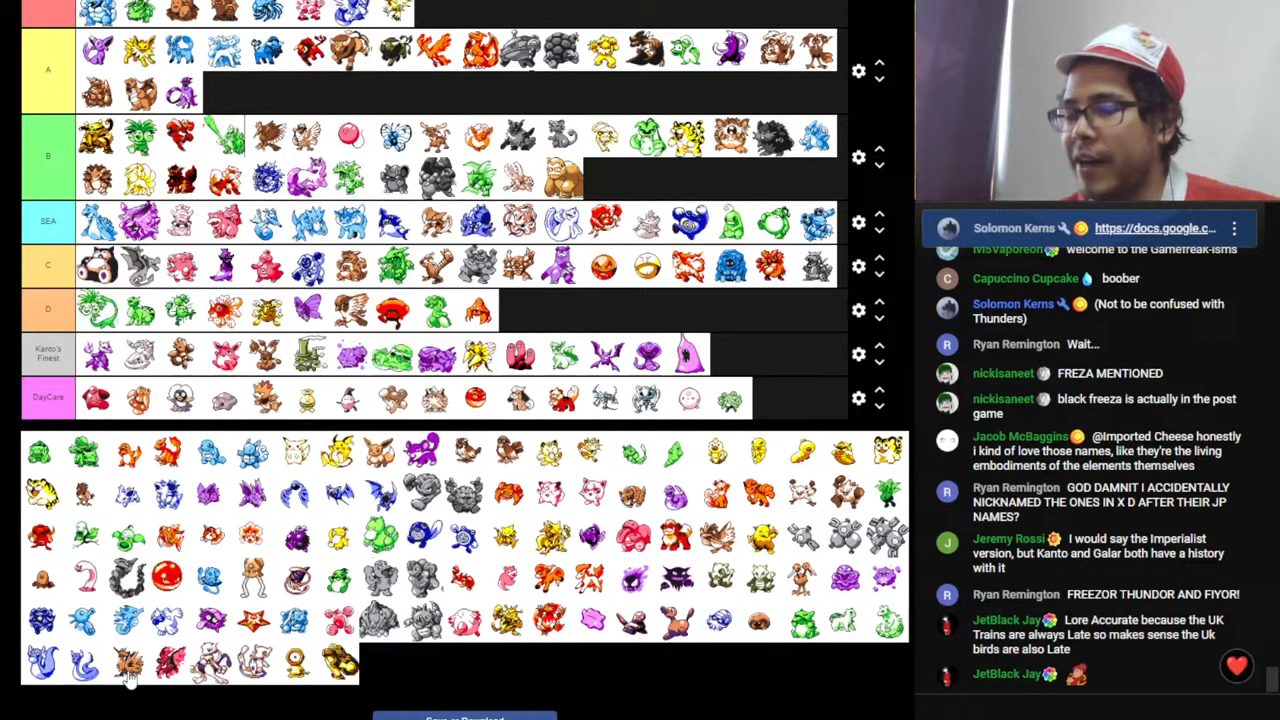 A
B
SEA
C
D
Kanto's
Finest
DayCare
Solomon Kerns https://docs.google.c...
M5Vaporeon welcome to the Gamefreak-isms
C Capuccino Cupcake boober
Solomon Kerns (Not to be confused with
Thunders)
R Ryan Remington Wait...
nickisaneet FREZA MENTIONED
nickisaneet black freeza is actually in the post
game
Jacob McBaggins @Imported Cheese honestly
i kind of love those names, like they're the living
embodiments of the elements themselves
R Ryan Remington GOD DAMNIT I ACCIDENTALLY
NICKNAMED THE ONES IN X D AFTER THEIR JP
NAMES?
Jeremy Rossi I would say the Imperialist
version, but Kanto and Galar both have a history
with it
R Ryan Remington FREEZOR THUNDOR AND FIYOR!
JetBlack Jay Lore Accurate because the UK
Trains are always Late so makes sense the Uk
birds are also Late
JetBlack Jay
Save or Download